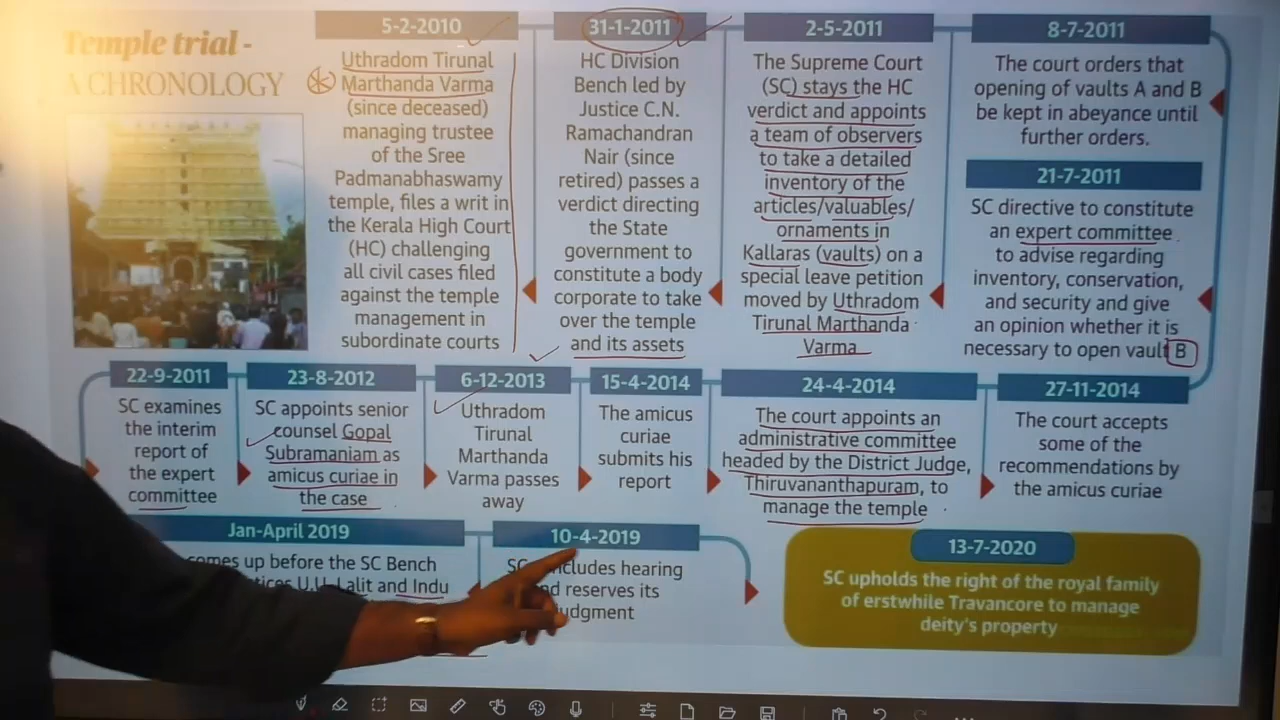 Temple trial -
A CHRONOLOGY
5-2-2010
Uthradom Tirunal
Marthanda Varma
(since deceased)
managing trustee
of the Sree
Padmanabhaswamy
temple, files a writ in
the Kerala High Court
(HC) challenging
all civil cases filed
against the temple
management in
subordinate courts
31-1-2011
HC Division
Bench led by
Justice C.N.
Ramachandran
Nair (since
retired) passes a
verdict directing
the State
government to
constitute a body
corporate to take
over the temple
and its assets
2-5-2011
The Supreme Court
(SC) stays the HC
verdict and appoints
a team of observers
to take a detailed
inventory of the
articles/valuables/
ornaments in
Kallaras (vaults) on a
special leave petition
moved by Uthradom
Tirunal Marthanda
Varma
8-7-2011
The court orders that
opening of vaults A and B
be kept in abeyance until
further orders.
21-7-2011
SC directive to constitute
an expert committee
to advise regarding
inventory, conservation,
and security and give
an opinion whether it is
necessary to open vault B
22-9-2011
SC examines
the interim
report of
the expert
committee
23-8-2012
SC appoints senior
counsel Gopal
Subramaniam as
amicus curiae in
the case
6-12-2013
Uthradom
Tirunal
Marthanda
Varma passes
away
15-4-2014
The amicus
curiae
submits his
report
24-4-2014
The court appoints an
administrative committee
headed by the District Judge,
Thiruvananthapuram, to
manage the temple
27-11-2014
The court accepts
some of the
recommendations by
the amicus curiae
Jan-April 2019
comes up before the SC Bench
U.U. Lalit and Indu
10-4-2019
SC hearing
reserves its
judgment
13-7-2020
SC upholds the right of the royal family
of erstwhile Travancore to manage
deity's property